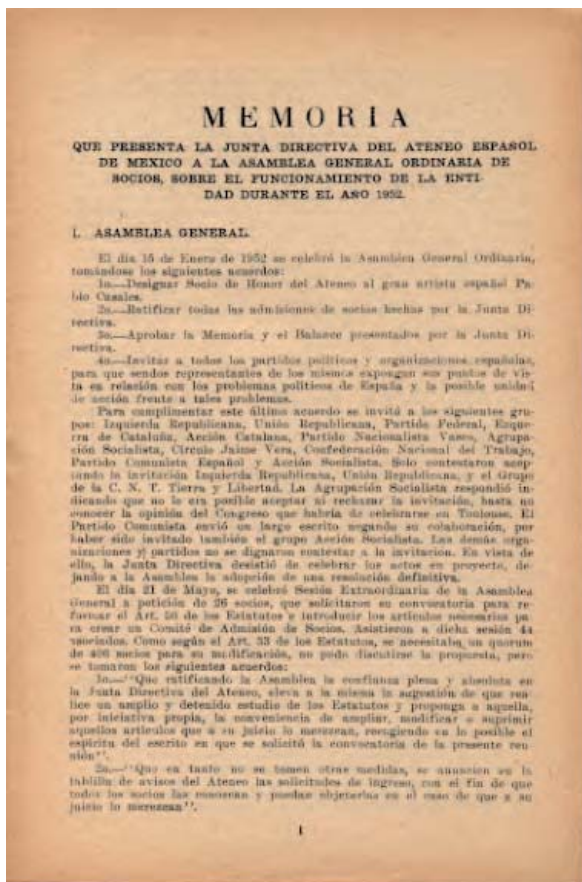 MEMORIA
QUE PRESENTA LA JUNTA DIRECTIVA DEL ATENEO ESPAÑOL
DE MEXICO A LA ASAMBLEA GENERAL ORDINARIA DE
SOCIOS, SOBRE EL FUNCIONAMIENTO DE LA ENTI-
DAD DURANTE EL AÑO 1952.
I. ASAMBLEA GENERAL.
El día 15 de Enero de 1952 se celebró la Asamblea General Ordinaria,
tomándose los siguientes acuerdos:
1o.—Designar Socio de Honor del Ateneo al gran artista español Pa-
blo Casales.
2o.—Ratificar todas las admisiones de socios hechas por la Junta Di-
rectiva.
3o.—Aprobar la Memoria y el Balance presentados por la Junta Di-
rectiva.
4o.—Invitar a todos los partidos políticos y organizaciones españolas,
para que sendos representantes de los mismos expongan sus puntos de vis-
ta en relación con los problemas políticos de España y la posible unidad
de acción frente a tales problemas.
Para cumplimentar este último acuerdo se invitó a los siguientes gru-
pos: Izquierda Republicana, Unión Republicana, Partido Federal, Esque-
rra de Cataluña, Acción Catalana, Partido Nacionalista Vasco, Agrupa-
ción Socialista, Círculo Jaime Vera, Confederación Nacional del Trabajo,
Partido Comunista Español y Acción Socialista. Solo contestaron acep-
tando la invitación Izquierda Republicana, Unión Republicana, y el Grupo
de la C. N. T. Tierra y Libertad. La Agrupación Socialista respondió in-
dicando que no le era posible aceptar ni rechazar la invitación, hasta no
conocer la opinión del Congreso que habría de celebrarse en Toulouse. El
Partido Comunista envió un largo escrito negando su colaboración, por
haber sido invitado también el grupo Acción Socialista. Las demás orga-
nizaciones y partidos no se dignaron contestar a la invitación. En vista de
ello, la Junta Directiva desistió de celebrar los actos en proyecto, de-
jando a la Asamblea la adopción de una resolución definitiva.
El día 21 de Mayo, se celebró Sesión Extraordinaria de la Asamblea
General a petición de 26 socios, que solicitaron su convocatoria para re-
formar el Art. 56 de los Estatutos e introducir los artículos necesarios pa-
ra crear un Comité de Admisión de Socios. Asistieron a dicha sesión 44
asociados. Como según el Art. 33 de los Estatutos, se necesitaba un quorum
de 406 socios para su modificación, no pudo discutirse la propuesta, pero
se tomaron los siguientes acuerdos:
1o.—"Que ratificando la Asamblea la confianza plena y absoluta en
la Junta Directiva del Ateneo, eleva a la misma la sugestión de que rea-
lice un amplio y detenido estudio de los Estatutos y proponga a aquella,
por iniciativa propia, la conveniencia de ampliar, modificar o suprimir
aquellos artículos que a su juicio lo merezcan, recogiendo en lo posible el
espíritu del escrito en que se solicitó la convocatoria de la presente reu-
nión".
2o.—"Que en tanto no se tomen otras medidas, se anuncien en la
tablilla de avisos del Ateneo las solicitudes de ingreso, con el fin de que
todos los socios las conozcan y puedan objetarlas en el caso de que a su
juicio lo merezcan".
1